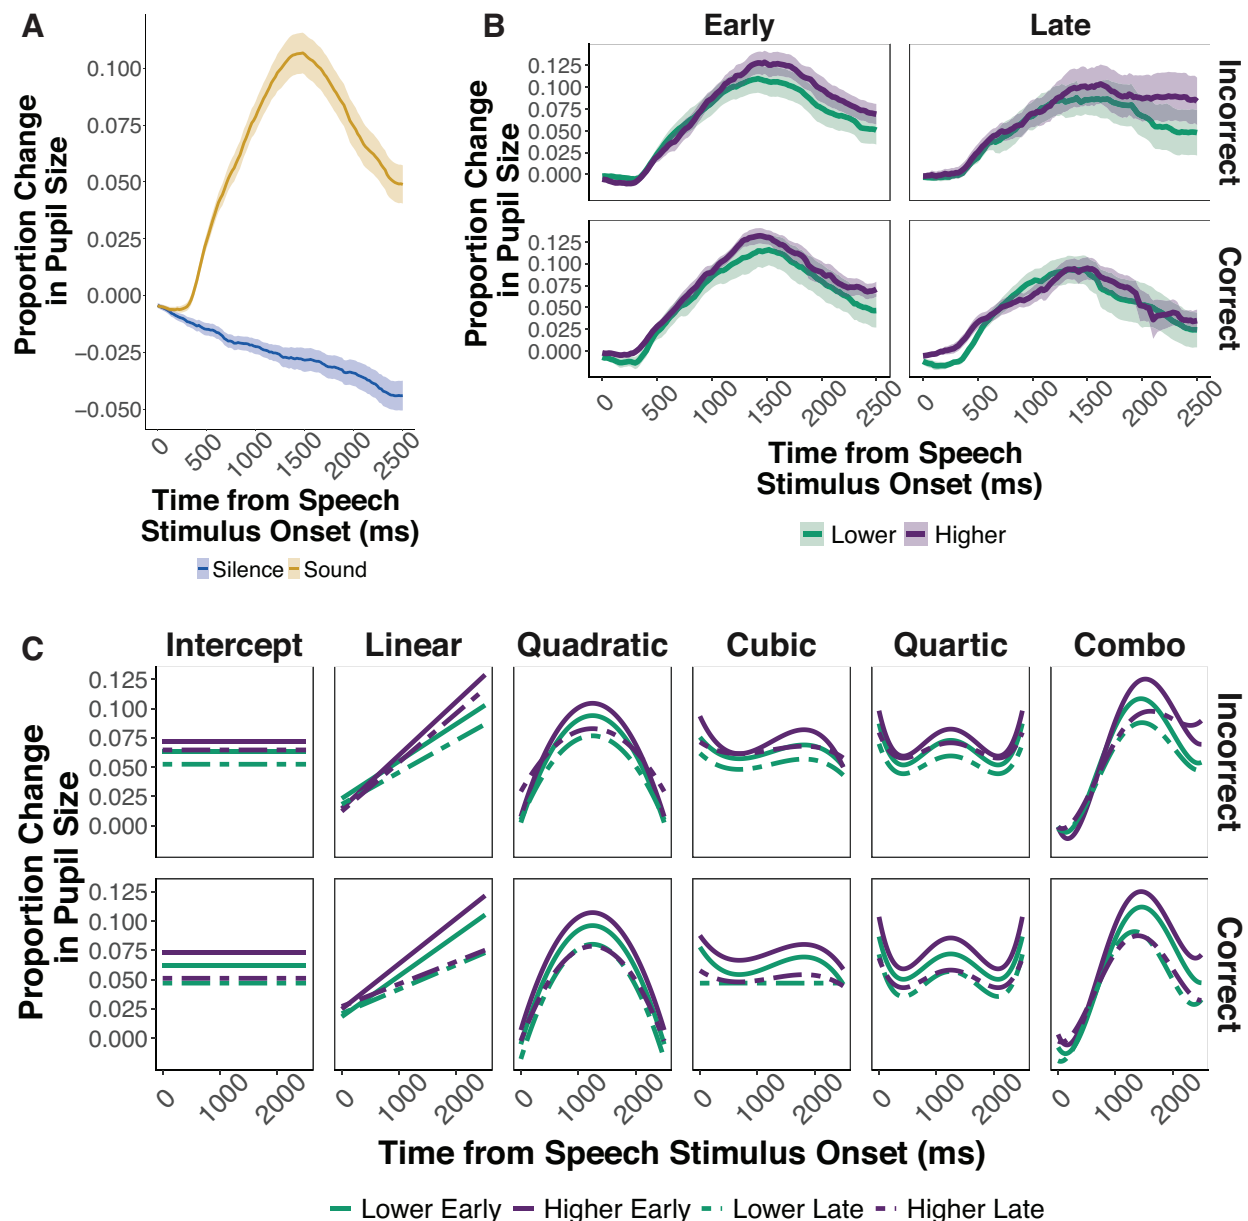 A
Proportion Change
in Pupil Size
0.100
0.075
0.050
0.025
0.000
−0.025
−0.050
0
500
1000
1500
2000
2500
Time from Speech
Stimulus Onset (ms)
Silence
Sound
B
Early
Late
Proportion Change
in Pupil Size
0.125
0.100
0.075
0.050
0.025
0.000
Incorrect
0.125
0.100
0.075
0.050
0.025
0.000
Correct
0
500
1000
1500
2000
2500
0
500
1000
1500
2000
2500
Time from Speech
Stimulus Onset (ms)
Lower
Higher
C
Intercept
Linear
Quadratic
Cubic
Quartic
Combo
Proportion Change
in Pupil Size
0.125
0.100
0.075
0.050
0.025
0.000
Incorrect
0.125
0.100
0.075
0.050
0.025
0.000
Correct
0
1000
2000
0
1000
2000
0
1000
2000
0
1000
2000
0
1000
2000
0
1000
2000
Time from Speech Stimulus Onset (ms)
Lower Early
Higher Early
Lower Late
Higher Late